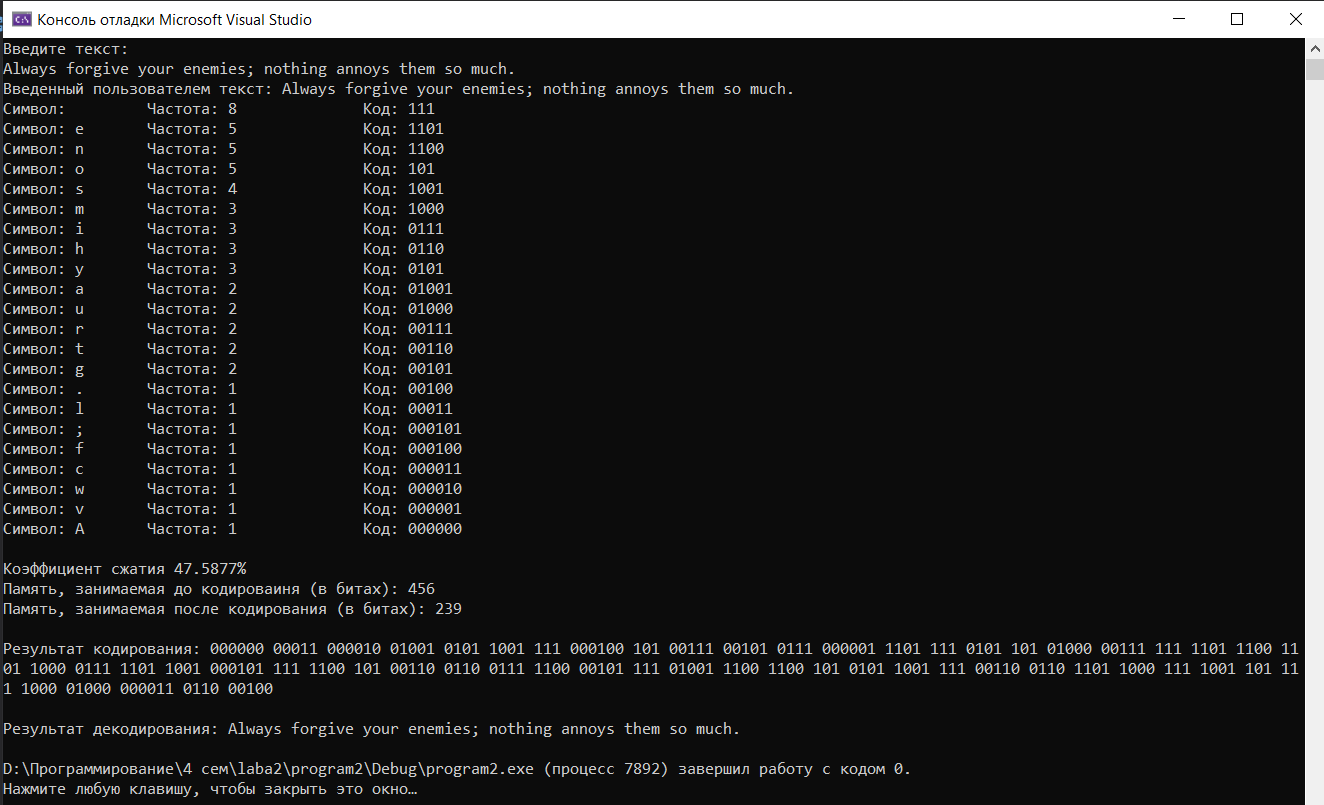 Консоль отладки Microsoft Visual Studio
Введите текст:
Always forgive your enemies; nothing annoys them so much.
Введенный пользователем текст: Always forgive your enemies; nothing annoys them so much.
Символ:   Частота: 8   Код: 111
Символ: e   Частота: 5   Код: 1101
Символ: n   Частота: 5   Код: 1100
Символ: o   Частота: 5   Код: 101
Символ: s   Частота: 4   Код: 1001
Символ: m   Частота: 3   Код: 1000
Символ: i   Частота: 3   Код: 0111
Символ: h   Частота: 3   Код: 0110
Символ: y   Частота: 3   Код: 0101
Символ: a   Частота: 2   Код: 01001
Символ: u   Частота: 2   Код: 01000
Символ: r   Частота: 2   Код: 00111
Символ: t   Частота: 2   Код: 00110
Символ: g   Частота: 2   Код: 00101
Символ: .   Частота: 1   Код: 00100
Символ: l   Частота: 1   Код: 00011
Символ: ;   Частота: 1   Код: 000101
Символ: f   Частота: 1   Код: 000100
Символ: c   Частота: 1   Код: 000011
Символ: w   Частота: 1   Код: 000010
Символ: v   Частота: 1   Код: 000001
Символ: A   Частота: 1   Код: 000000
Коэффициент сжатия 47.5877%
Память, занимаемая до кодироваиня (в битах): 456
Память, занимаемая после кодирования (в битах): 239
Результат кодирования: 000000 00011 000010 01001 0101 1001 111 000100 101 00111 00101 0111 000001 1101 111 0101 101 01000 00111 111 1101 1100 11
01 1000 0111 1101 1001 000101 111 1100 101 00110 0110 0111 1100 00101 111 01001 1100 1100 101 0101 1001 111 00110 0110 1101 1000 111 1001 101 11
1 1000 01000 000011 0110 00100
Результат декодирования: Always forgive your enemies; nothing annoys them so much.
D:\Программирование\4 сем\laba2\program2\Debug\program2.exe (процесс 7892) завершил работу с кодом 0.
Нажмите любую клавишу, чтобы закрыть это окно…